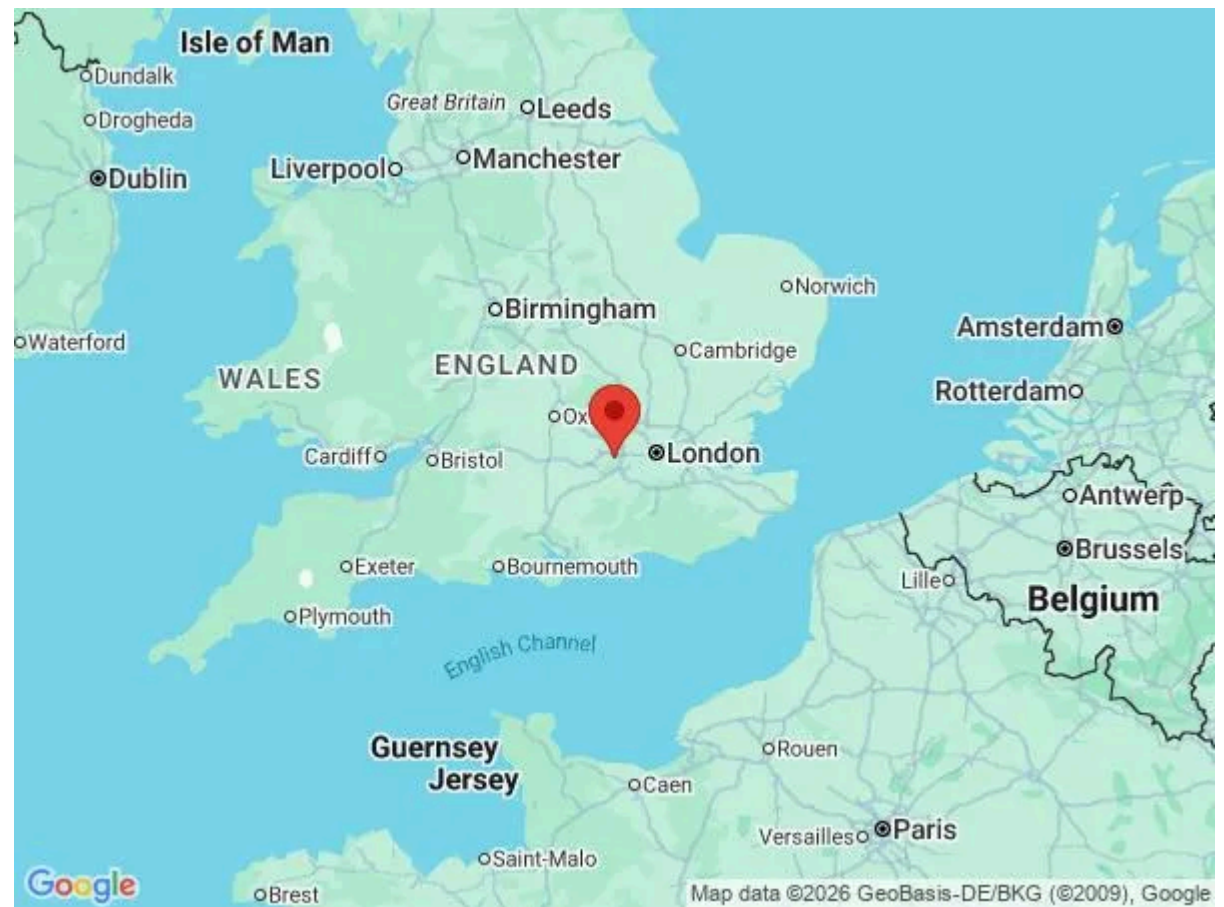 Isle of Man
Dundalk
Great Britain
Leeds
Drogheda
Liverpool
Manchester
Dublin
Norwich
Birmingham
Amsterdam
Waterford
Cambridge
WALES
ENGLAND
Rotterdam
Ox
Cardiff
Bristol
London
Antwerp
Exeter
Bournemouth
Brussels
Lille
Belgium
Plymouth
English Channel
Guernsey
Jersey
Rouen
Caen
Versailles
Paris
Saint-Malo
Google
Brest
Map data ©2026 GeoBasis-DE/BKG (©2009), Google